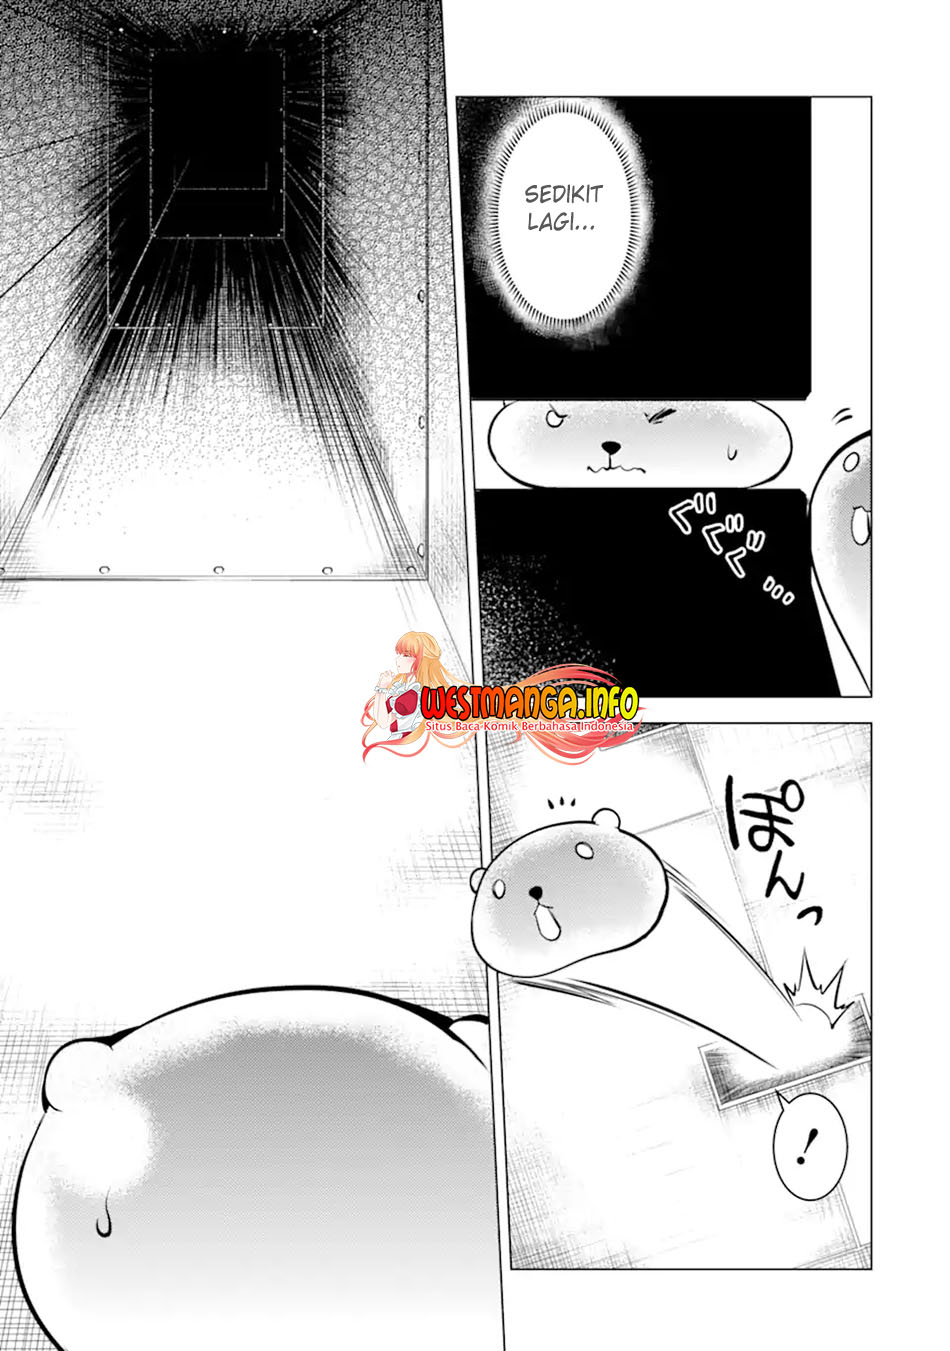 SEDIKIT
LAGI...
ぐぐぐ...
WESTMANGA.INFO
Situs Baca Komik Berbahasa Indonesia
ぽんっ
!